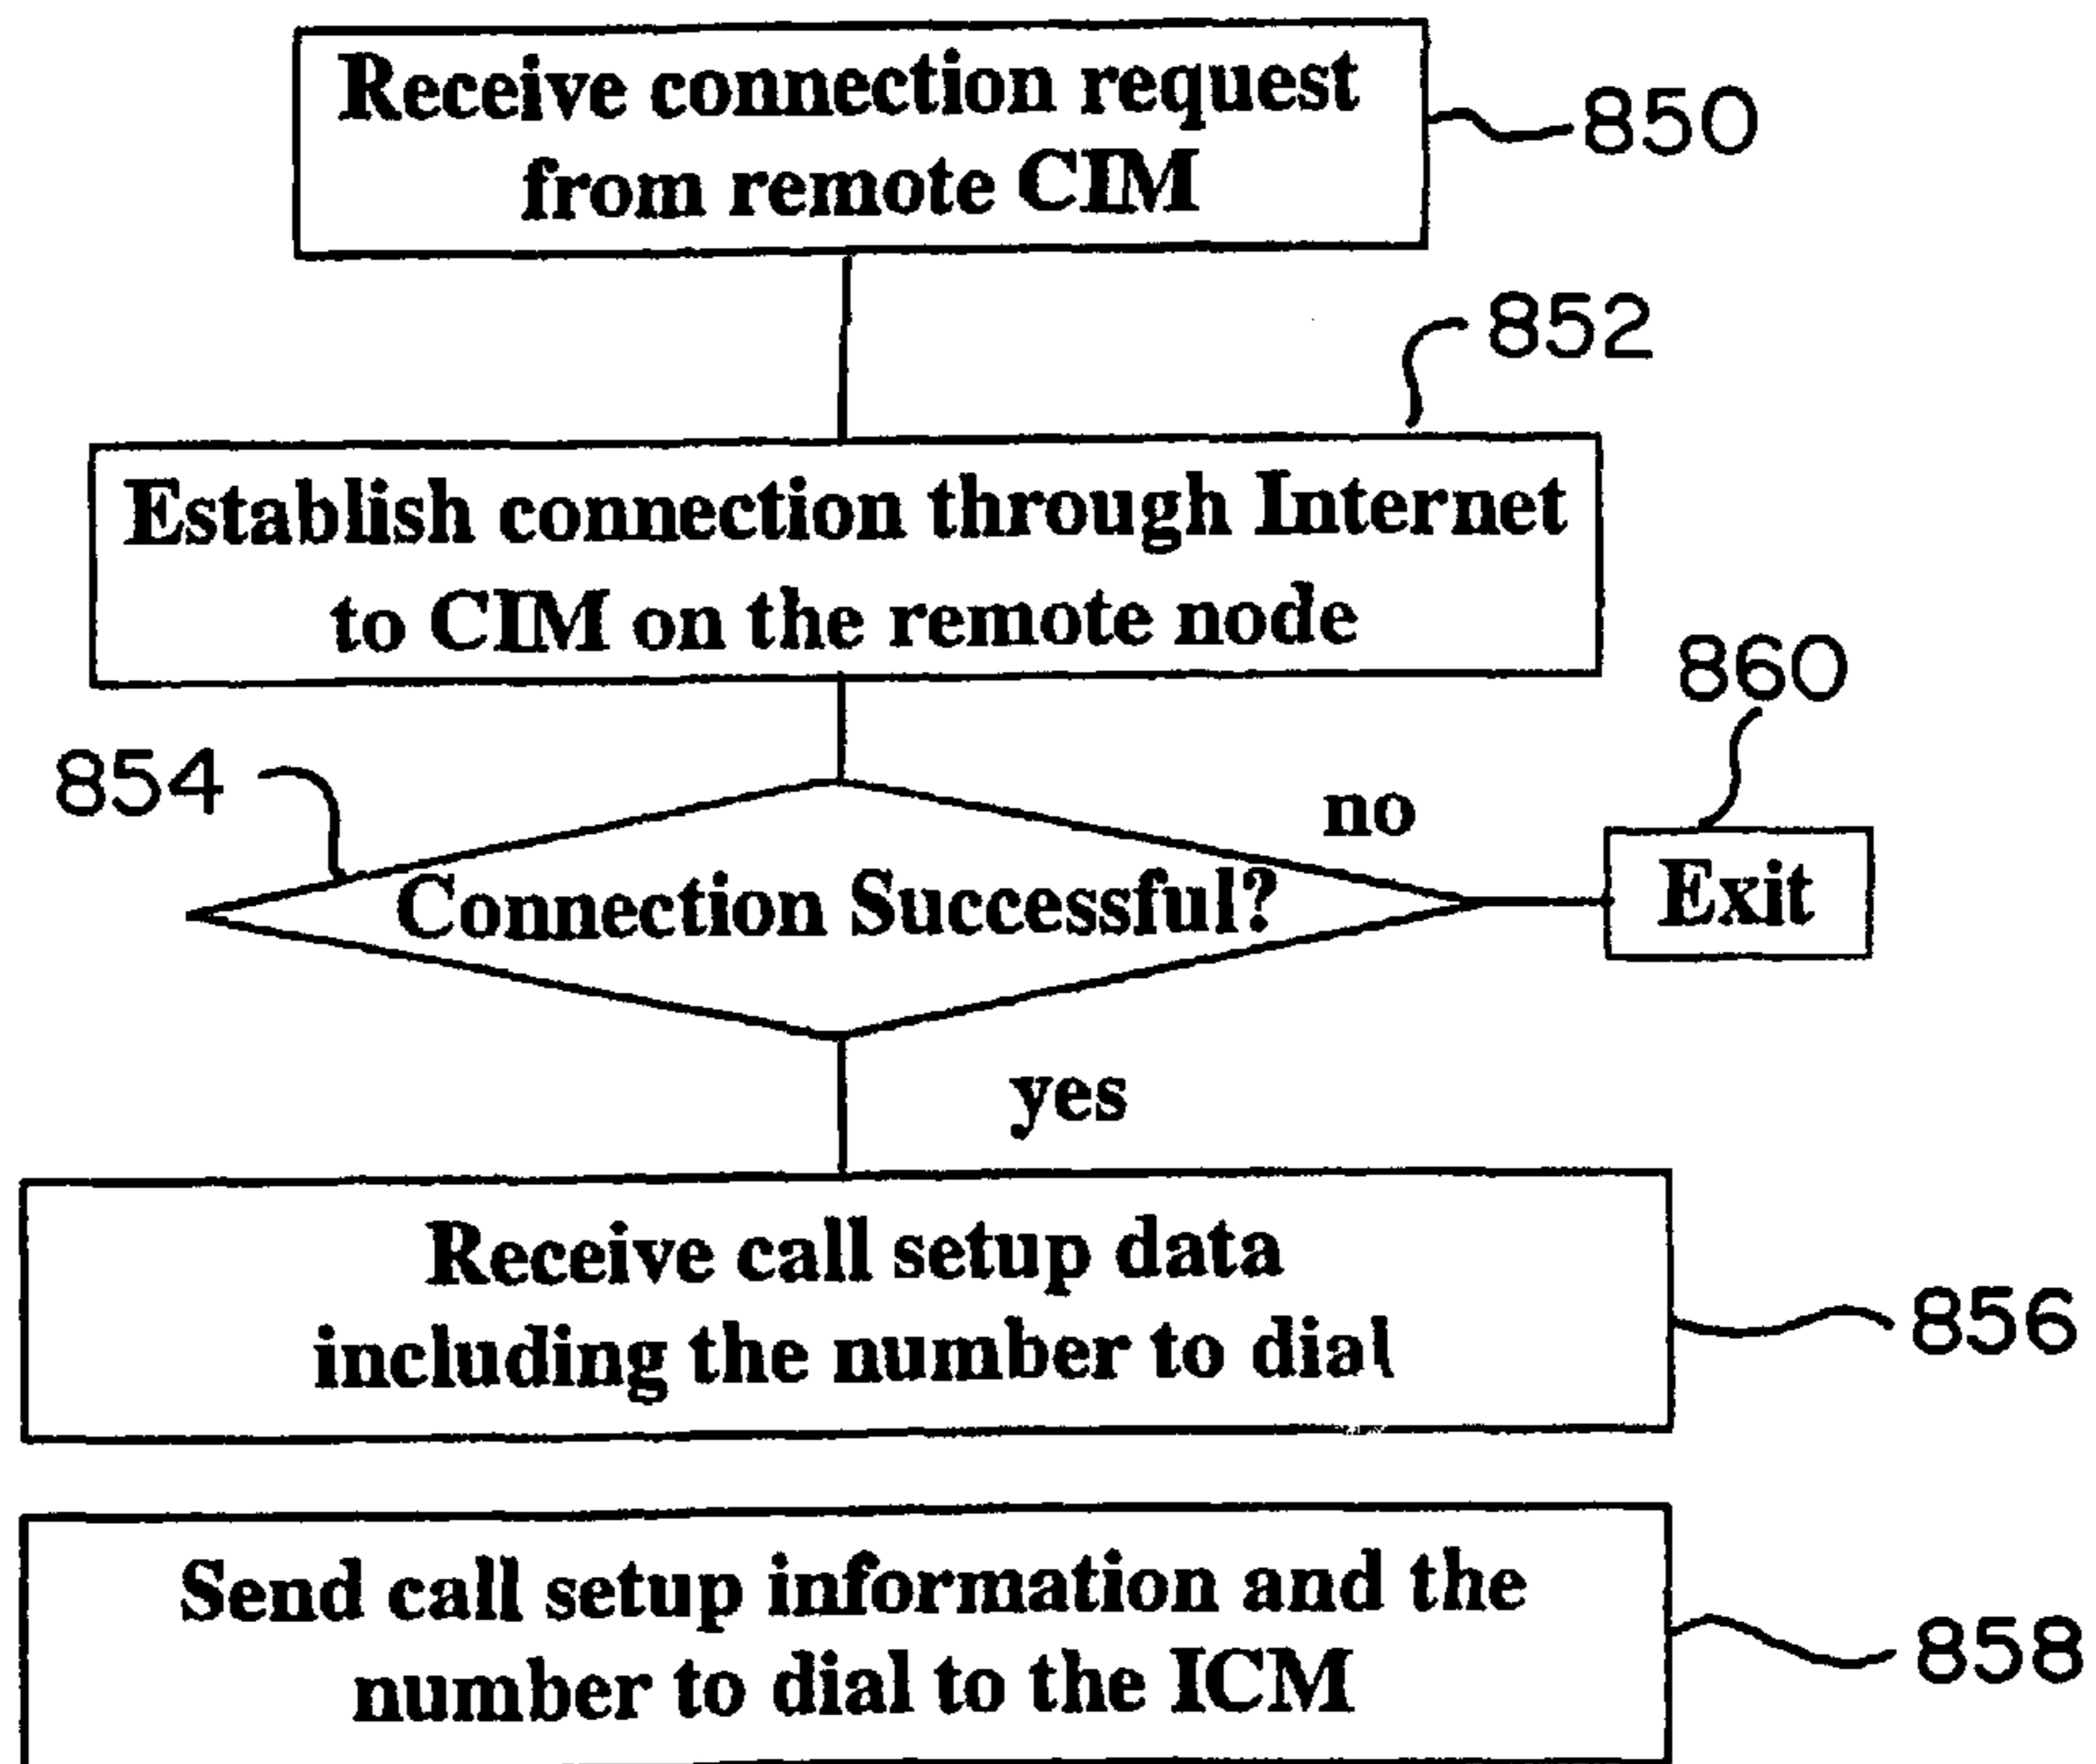 Receive connection request
from remote CIM
850
852
Establish connection through Internet
to CIM on the remote node
860
854
no
Connection Successful?
Exit
yes
Receive call setup data
including the number to dial
856
Send call setup information and the
number to dial to the ICM
858